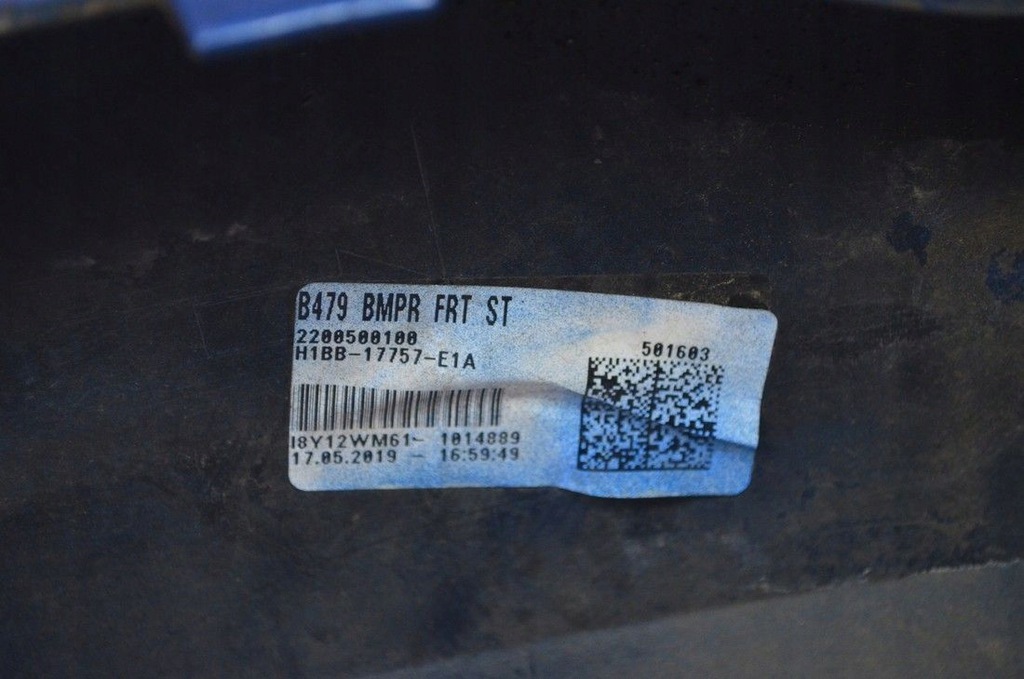 B479 BMPR FRT ST
2200500100
H1BB-17757-E1A
501603
I8Y12WM61- 1014889
17.05.2019 - 16:59:49